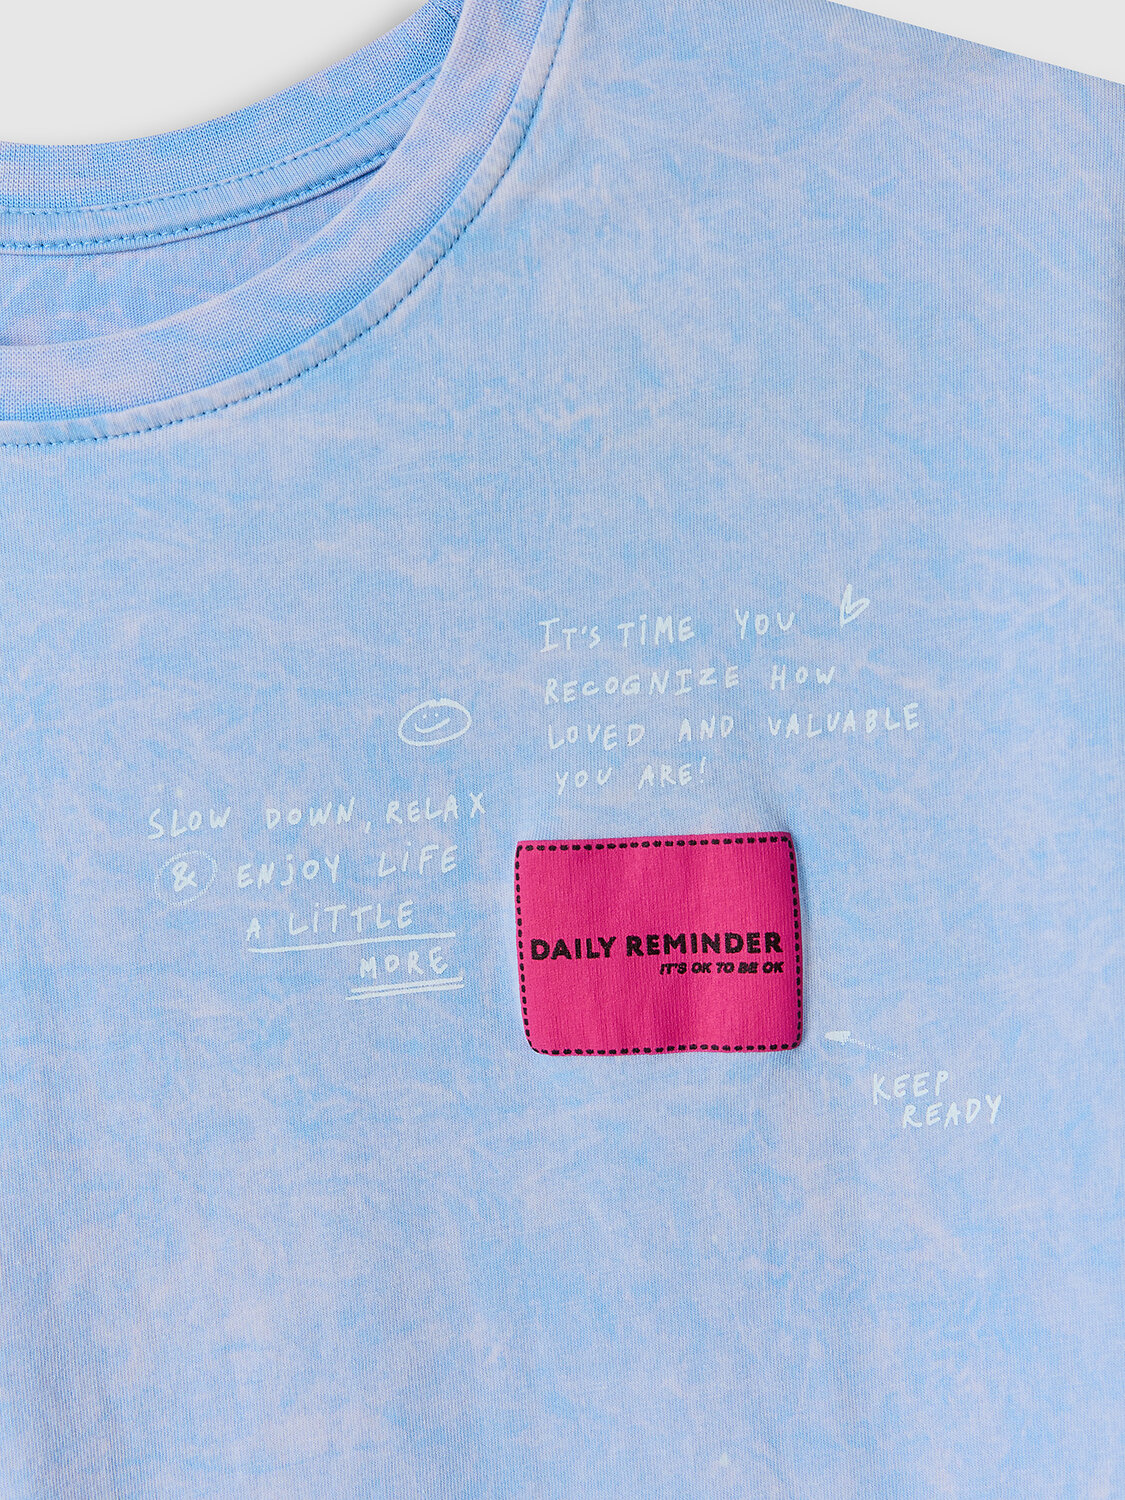 IT'S TIME YOU
RECOGNIZE HOW
LOVED AND VALUABLE
YOU ARE!
SLOW DOWN, RELAX
& ENJOY LIFE
A LITTLE
MORE
DAILY REMINDER
IT'S OK TO BE OK
KEEP
READY